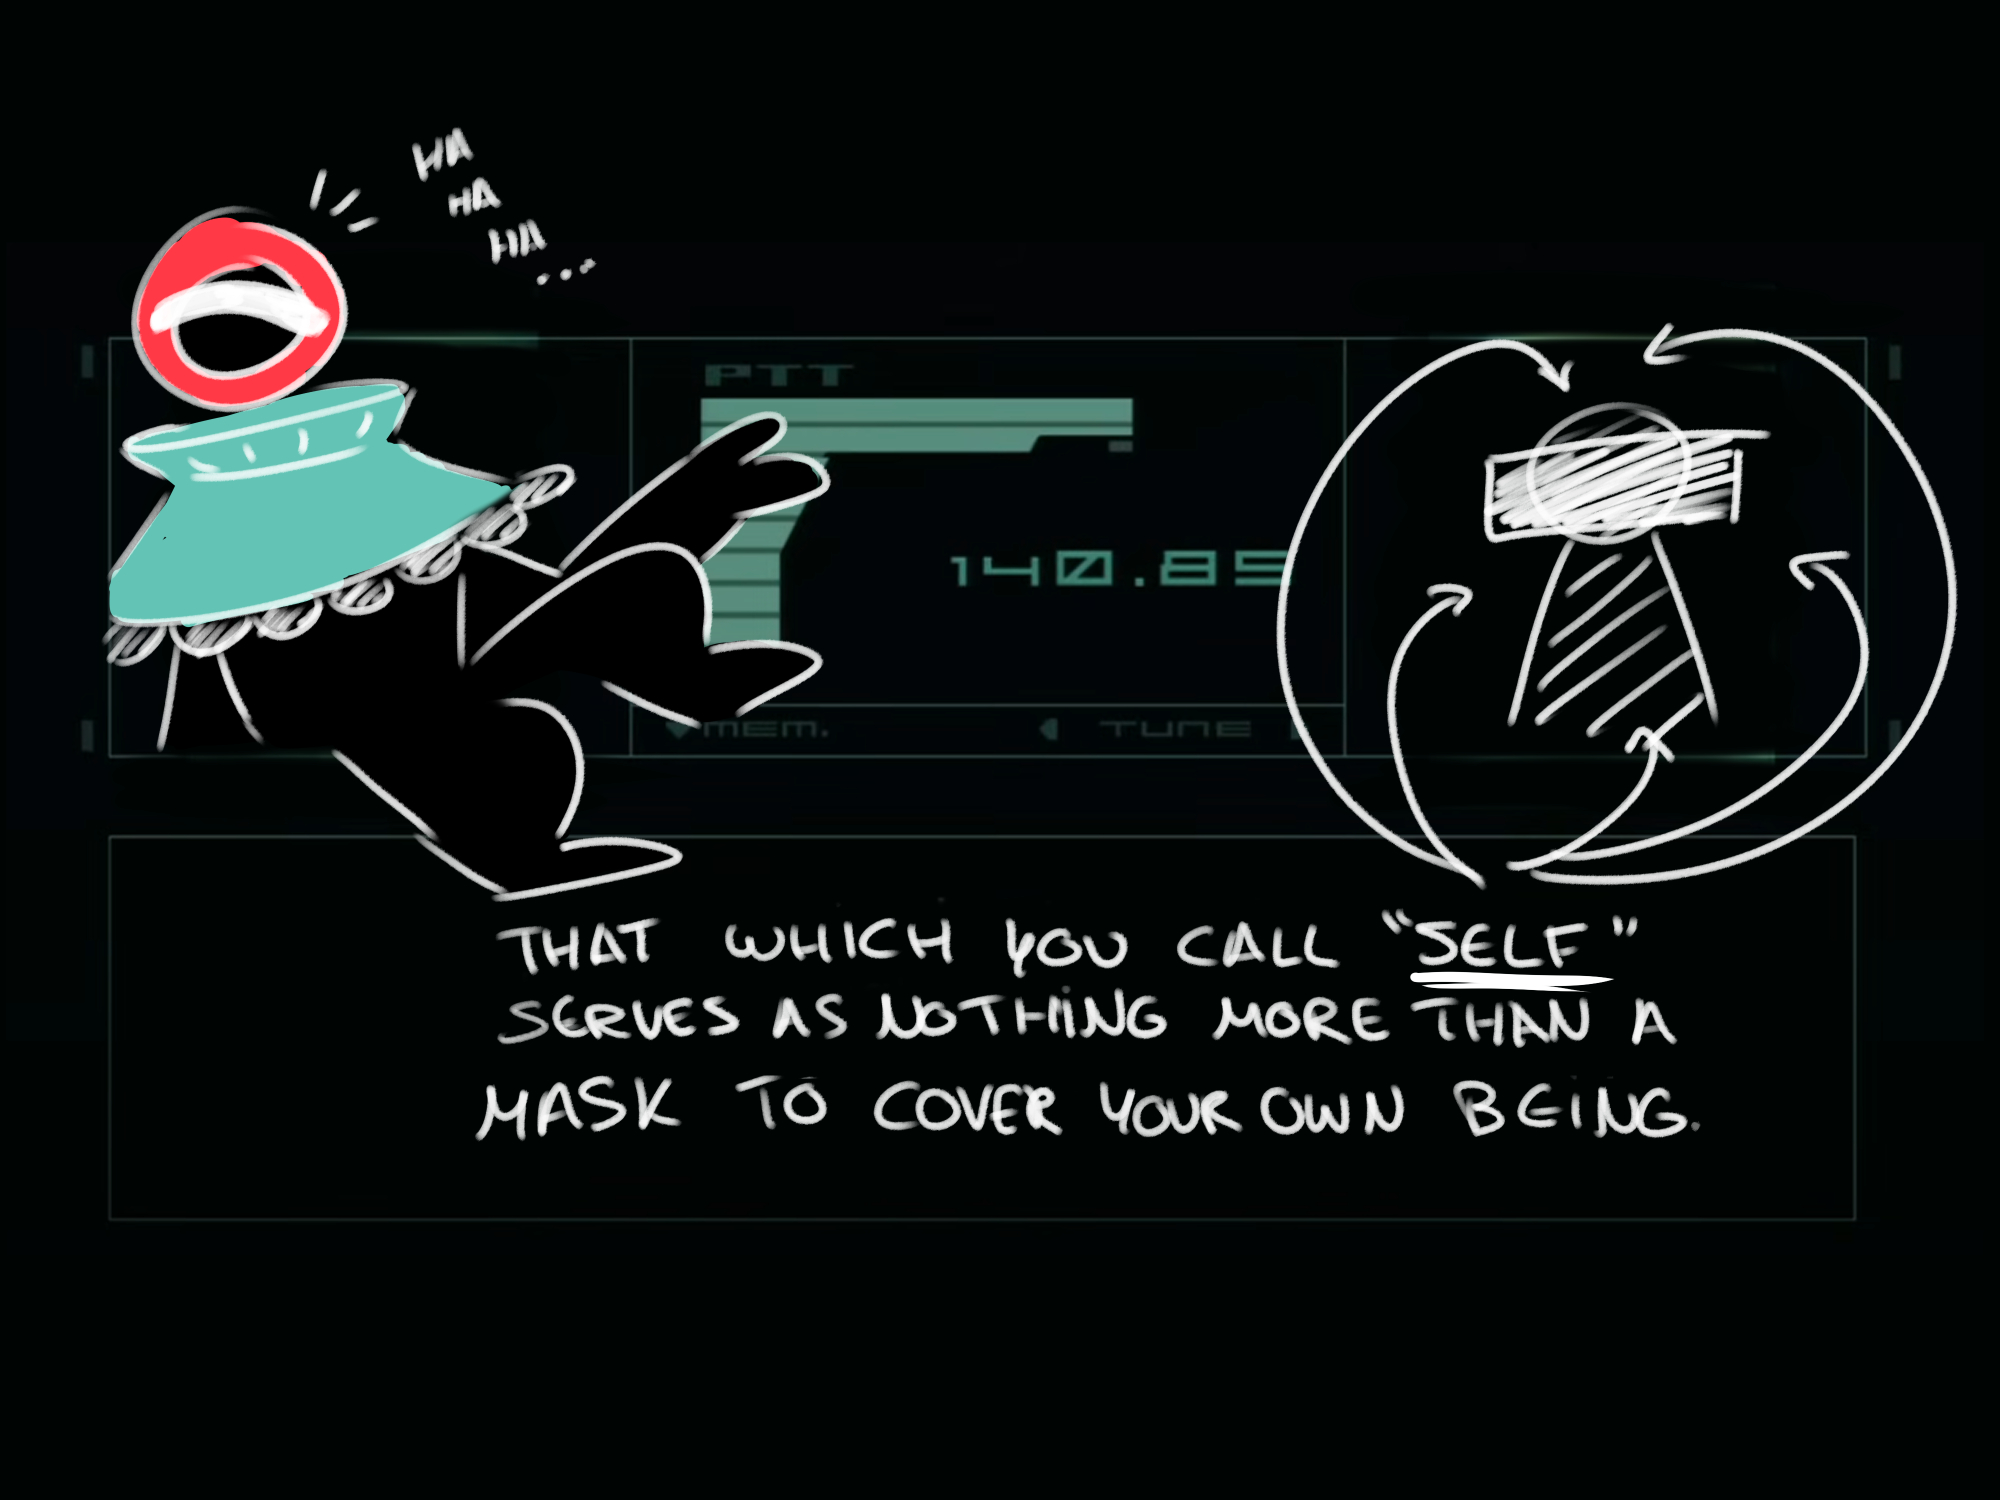 HA
HA
HA...
PTT
140.85
MEM.
TUNE
THAT WHICH YOU CALL "SELF"
SERVES AS NOTHING MORE THAN A
MASK TO COVER YOUR OWN BEING.